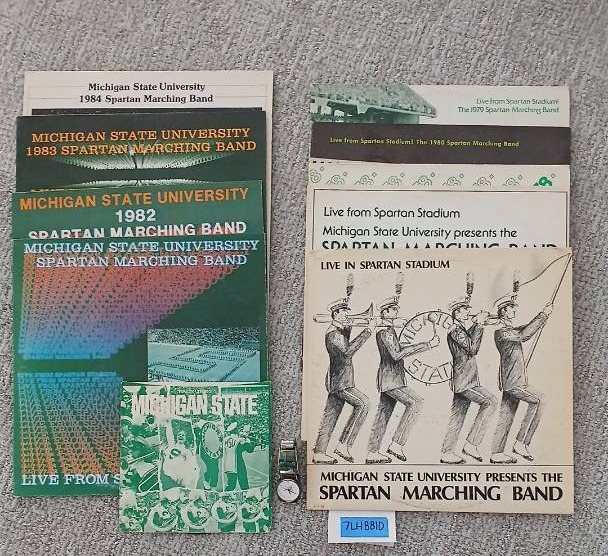 Michigan State University
1984 Spartan Marching Band
MICHIGAN STATE UNIVERSITY
1983 SPARTAN MARCHING BAND
MICHIGAN STATE UNIVERSITY
1982
SPARTAN MARCHING BAND
MICHIGAN STATE UNIVERSITY
SPARTAN MARCHING BAND
LIVE FROM S
MICHIGAN STATE
Live from Spartan Stadium!
The 1979 Spartan Marching Band
Live from Spartan Stadium! The 1980 Spartan Marching Band
Live from Spartan Stadium
Michigan State University presents the
SPARTAN MARCHING BAND
LIVE IN SPARTAN STADIUM
MICHIGAN
STATE
MICHIGAN STATE UNIVERSITY PRESENTS THE
SPARTAN MARCHING BAND
7LHBB1D